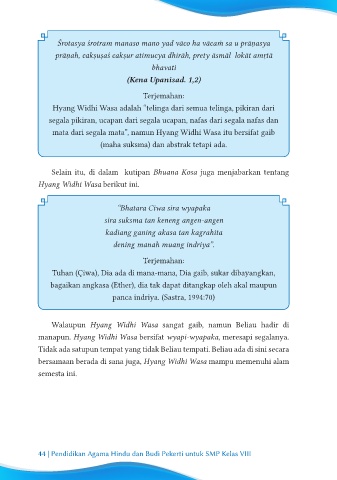 Śrotasya śrotraṁ manaso mano yad vāco ha vācaṁ sa u prāṇasya
prāṇah, cakṣuṣaś cakṣur atimucya dhīrāh, prety āsmāl lokāt amṛtā
bhavati
(Kena Upanisad. 1,2)
Terjemahan:
Hyang Widhi Wasa adalah "telinga dari semua telinga, pikiran dari
segala pikiran, ucapan dari segala ucapan, nafas dari segala nafas dan
mata dari segala mata", namun Hyang Widhi Wasa itu bersifat gaib
(maha suksma) dan abstrak tetapi ada.
Selain itu, di dalam kutipan Bhuana Kosa juga menjabarkan tentang
Hyang Widhi Wasa berikut ini.
"Bhatara Ciwa sira wyapaka
sira suksma tan keneng angen-angen
kadiang ganing akasa tan kagrahita
dening manah muang indriya".
Terjemahan:
Tuhan (Çiwa), Dia ada di mana-mana, Dia gaib, sukar dibayangkan,
bagaikan angkasa (Ether), dia tak dapat ditangkap oleh akal maupun
panca indriya. (Sastra, 1994:70)
Walaupun Hyang Widhi Wasa sangat gaib, namun Beliau hadir di
manapun. Hyang Widhi Wasa bersifat wyapi-wyapaka, meresapi segalanya.
Tidak ada satupun tempat yang tidak Beliau tempati. Beliau ada di sini secara
bersamaan berada di sana juga, Hyang Widhi Wasa mampu memenuhi alam
semesta ini.
44 | Pendidikan Agama Hindu dan Budi Pekerti untuk SMP Kelas VIII